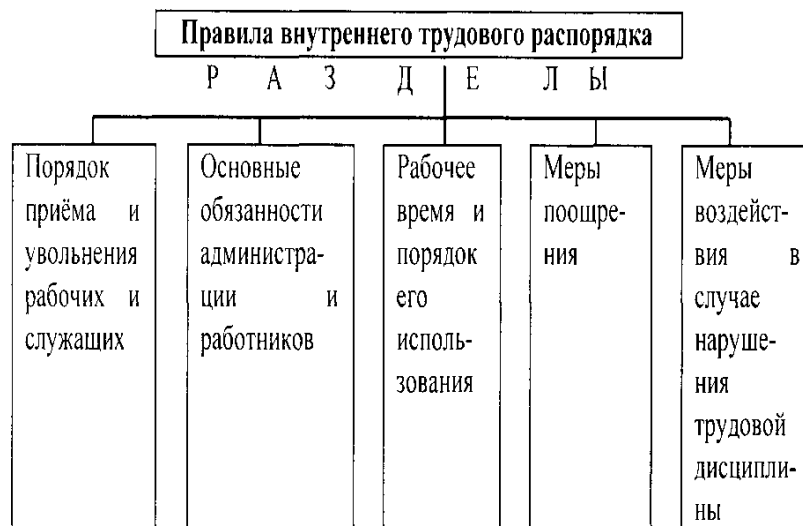 Правила внутреннего трудового распорядка
Р А З Д Е Л Ы
Порядок
приёма и
увольнения
рабочих и
служащих
Основные
обязанности
администра-
ции и
работников
Рабочее
время и
порядок
его
исполь-
зования
Меры
поощре-
ния
Меры
воздейст-
вия в
случае
наруше-
ния
трудовой
дисципли-
ны